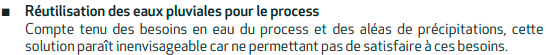 ■ Réutilisation des eaux pluviales pour le process
Compte tenu des besoins en eau du process et des aléas de précipitations, cette
solution paraît inenvisageable car ne permettant pas de satisfaire à ces besoins.